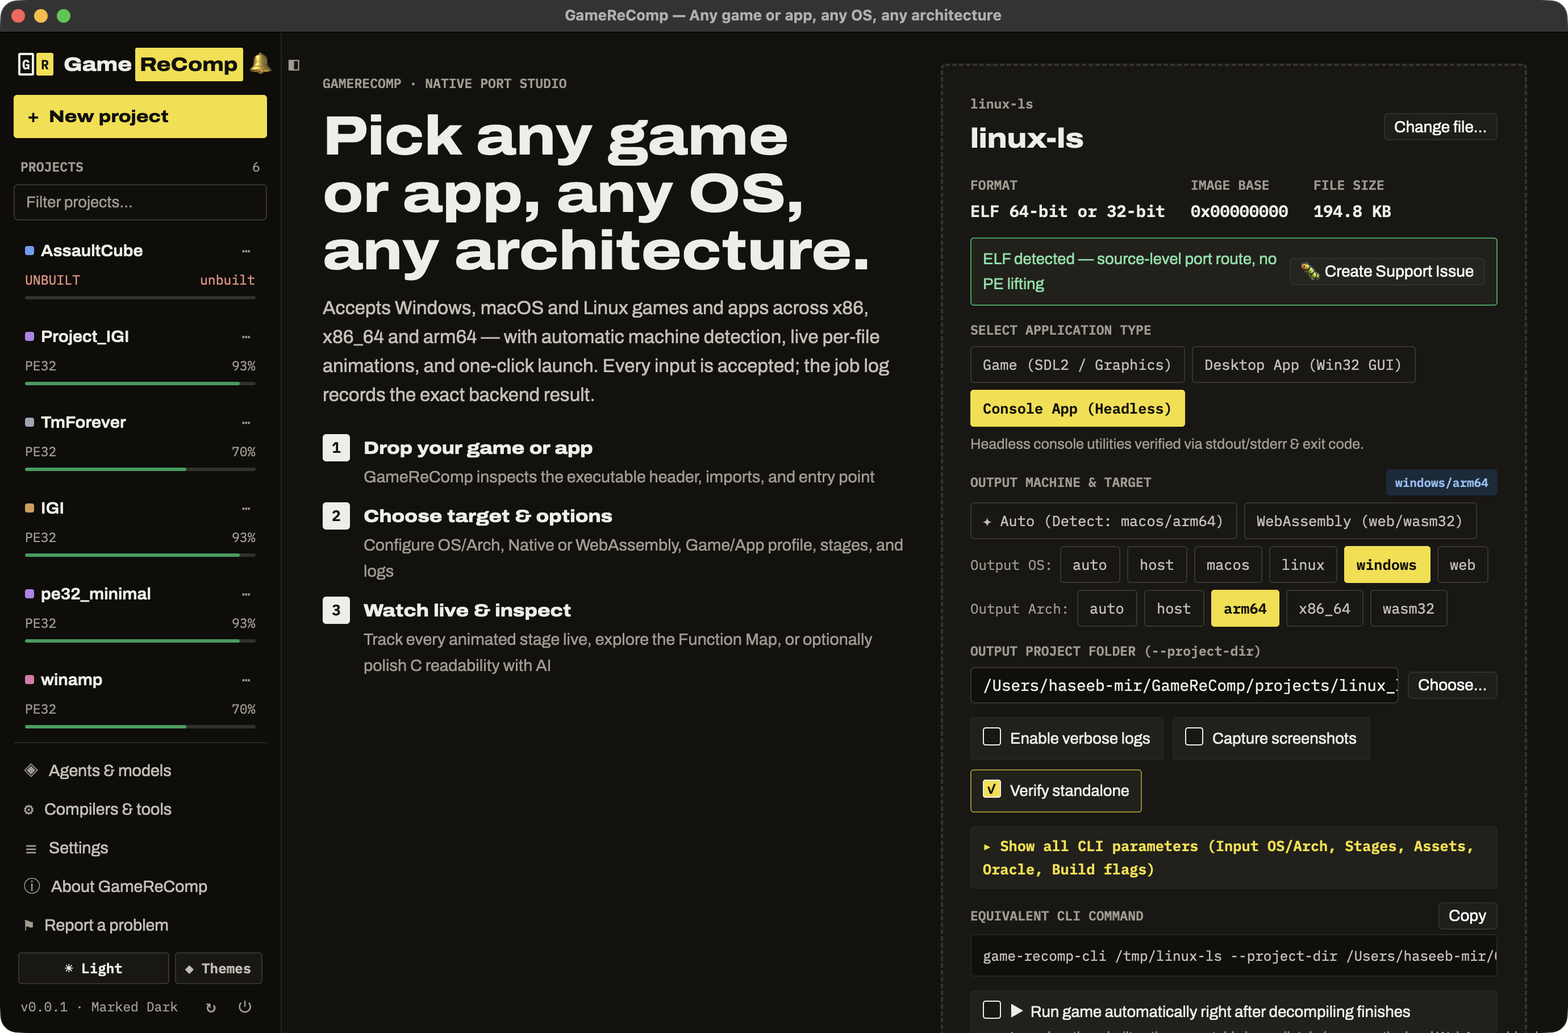 GameReComp — Any game or app, any OS, any architecture
GR Game ReComp
+ New project
PROJECTS 6
Filter projects...
AssaultCube ...
UNBUILT unbuilt
Project_IGI ...
PE32 93%
TmForever ...
PE32 70%
IGI ...
PE32 93%
pe32_minimal ...
PE32 93%
winamp ...
PE32 70%
Agents & models
Compilers & tools
Settings
About GameReComp
Report a problem
Light
Themes
v0.0.1 · Marked Dark
GAMERECOMP · NATIVE PORT STUDIO
Pick any game
or app, any OS,
any architecture.
Accepts Windows, macOS and Linux games and apps across x86,
x86_64 and arm64 — with automatic machine detection, live per-file
animations, and one-click launch. Every input is accepted; the job log
records the exact backend result.
1 Drop your game or app
GameReComp inspects the executable header, imports, and entry point
2 Choose target & options
Configure OS/Arch, Native or WebAssembly, Game/App profile, stages, and
logs
3 Watch live & inspect
Track every animated stage live, explore the Function Map, or optionally
polish C readability with AI
linux-ls
linux-ls
Change file...
FORMAT IMAGE BASE FILE SIZE
ELF 64-bit or 32-bit 0x00000000 194.8 KB
ELF detected — source-level port route, no
PE lifting
Create Support Issue
SELECT APPLICATION TYPE
Game (SDL2 / Graphics) Desktop App (Win32 GUI)
Console App (Headless)
Headless console utilities verified via stdout/stderr & exit code.
OUTPUT MACHINE & TARGET windows/arm64
✦ Auto (Detect: macos/arm64) WebAssembly (web/wasm32)
Output OS: auto host macos linux windows web
Output Arch: auto host arm64 x86_64 wasm32
OUTPUT PROJECT FOLDER (--project-dir)
/Users/haseeb-mir/GameReComp/projects/linux_ Choose...
Enable verbose logs Capture screenshots
Verify standalone
▸ Show all CLI parameters (Input OS/Arch, Stages, Assets,
Oracle, Build flags)
EQUIVALENT CLI COMMAND Copy
game-recomp-cli /tmp/linux-ls --project-dir /Users/haseeb-mir/
▶ Run game automatically right after decompiling finishes